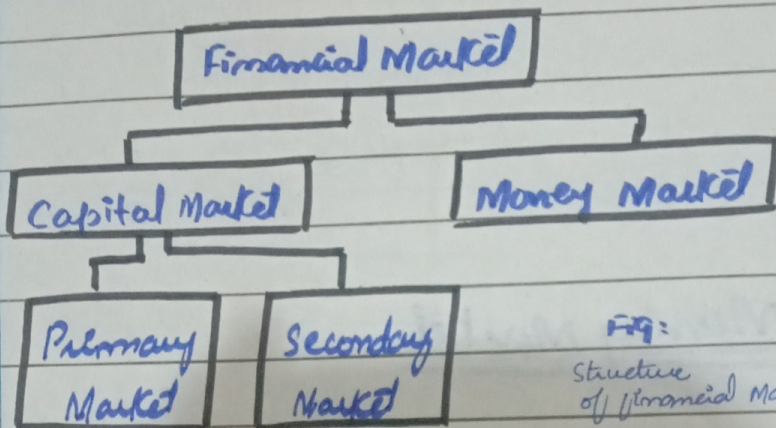 Financial Market
Capital Market
Money Market
Primary
Market
Secondary
Market
Fig:
Structure
of financial